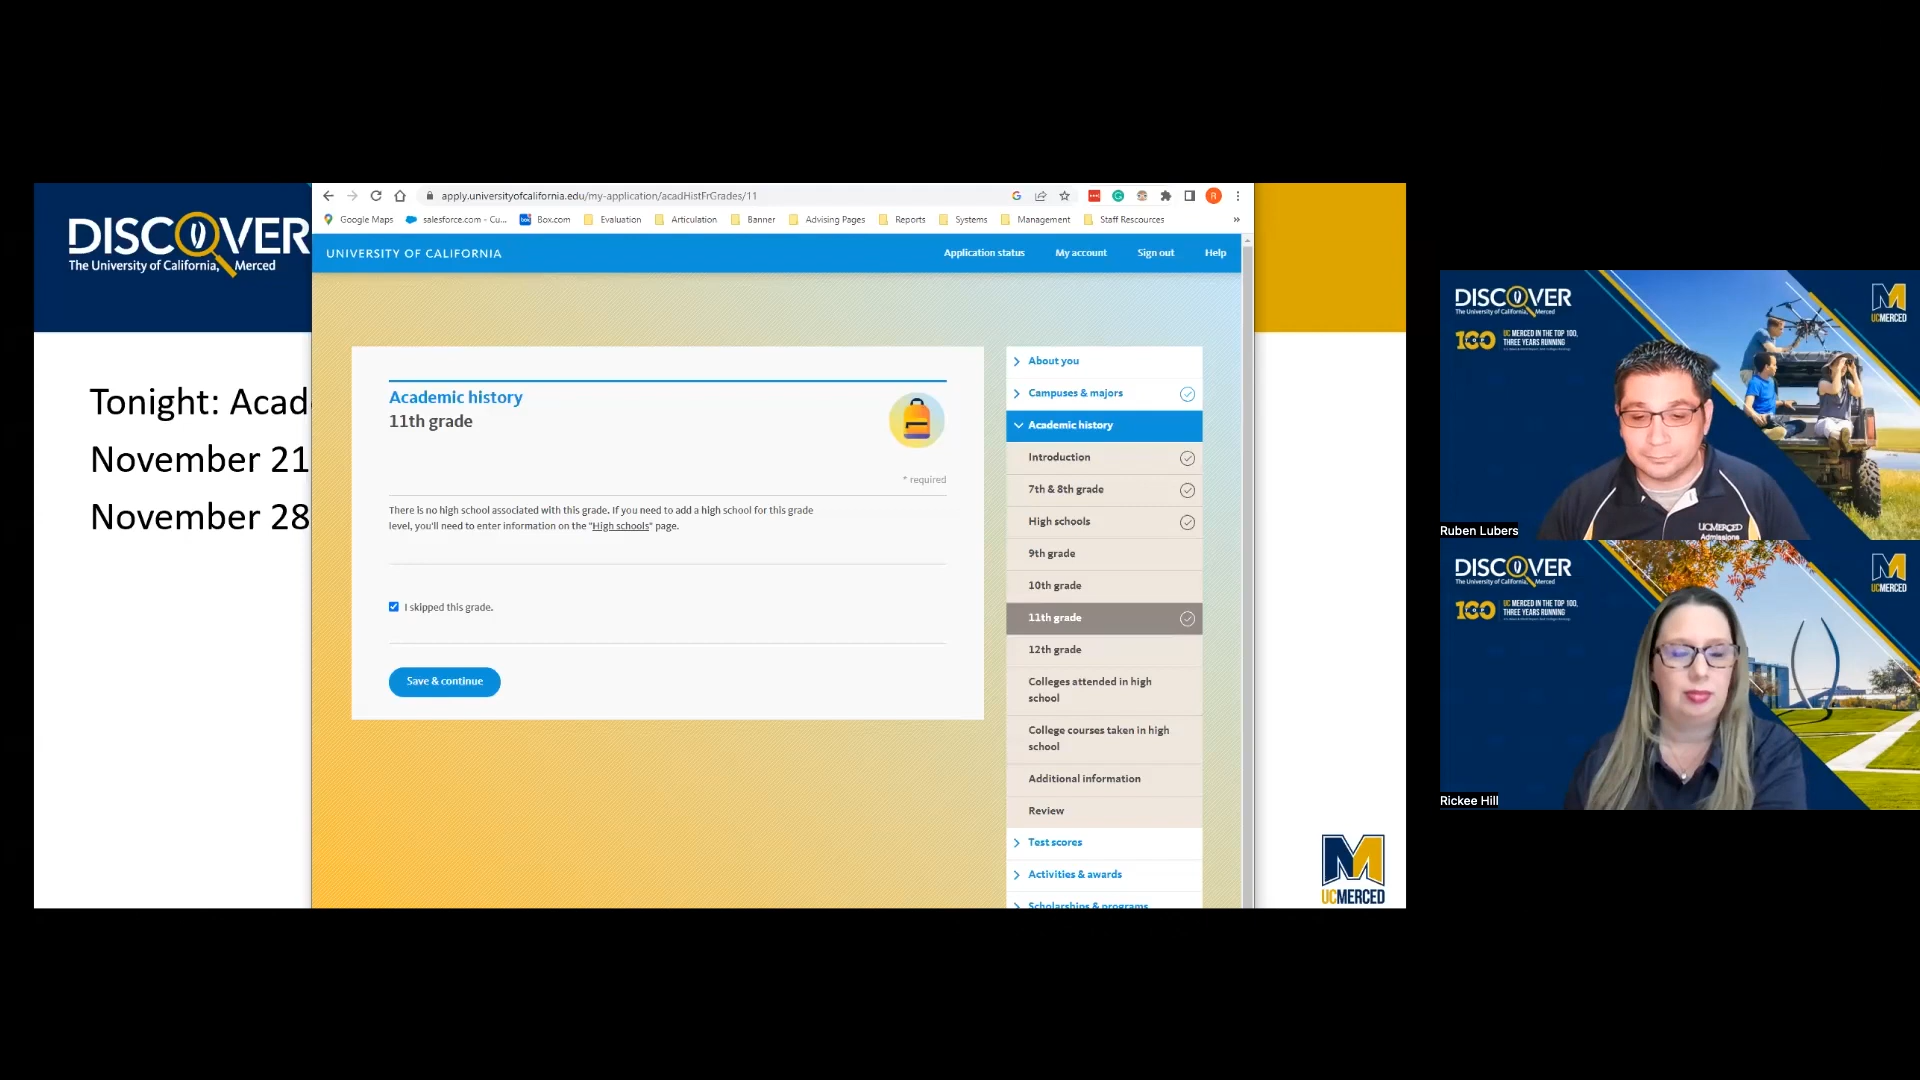 DISCOVER
The University of California, Merced
Tonight: Acad
November 21
November 28
apply.universityofcalifornia.edu/my-application/acadHistFrGrades/11
Google Maps salesforce.com - Cu... Box.com Evaluation Articulation Banner Advising Pages Reports Systems Management Staff Rescources »
UNIVERSITY OF CALIFORNIA Application status My account Sign out Help
Academic history
11th grade
* required
There is no high school associated with this grade. If you need to add a high school for this grade
level, you'll need to enter information on the "High schools" page.
I skipped this grade.
Save & continue
About you
Campuses & majors
Academic history
Introduction
7th & 8th grade
High schools
9th grade
10th grade
11th grade
12th grade
Colleges attended in high
school
College courses taken in high
school
Additional information
Review
Test scores
Activities & awards
Scholarships & programs
UCMERCED
DISCOVER
The University of California, Merced
100
UC MERCED IN THE TOP 100,
THREE YEARS RUNNING
UCMERCED
UCMERCED
Admissions
Ruben Lubers
DISCOVER
The University of California, Merced
100
UC MERCED IN THE TOP 100,
THREE YEARS RUNNING
UCMERCED
Rickee Hill